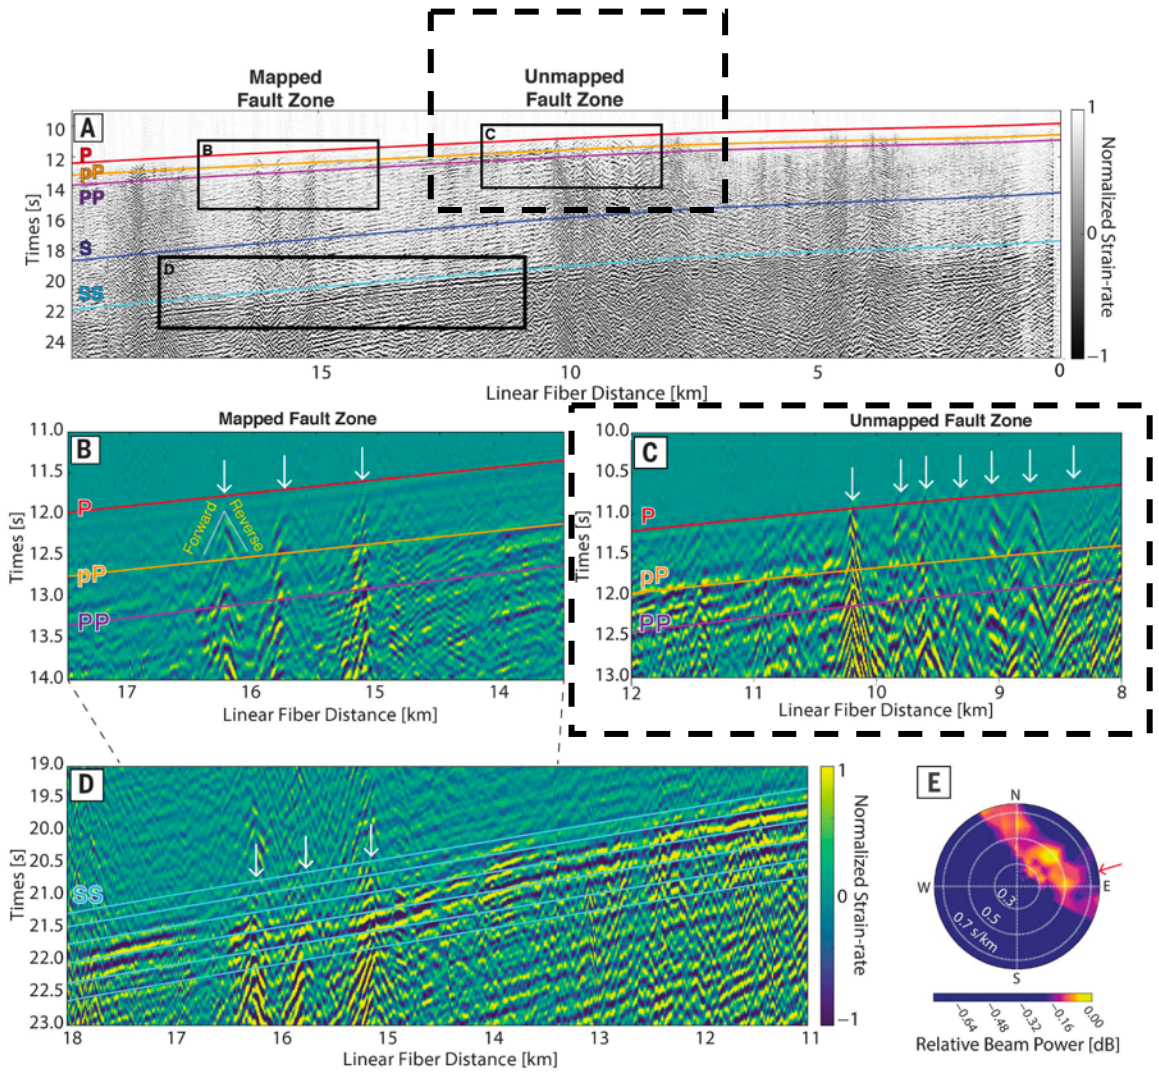 Mapped
Fault Zone
Unmapped
Fault Zone
A
B
C
D
P
pP
PP
S
SS
10
12
14
16
18
20
22
24
Times [s]
15
10
5
0
Linear Fiber Distance [km]
1
0
−1
Normalized Strain-rate
Mapped Fault Zone
B
11.0
11.5
12.0
12.5
13.0
13.5
14.0
Times [s]
P
pP
PP
Forward
Reverse
17
16
15
14
Linear Fiber Distance [km]
Unmapped Fault Zone
C
10.0
10.5
11.0
11.5
12.0
12.5
13.0
Times [s]
P
pP
PP
12
11
10
9
8
Linear Fiber Distance [km]
D
19.0
19.5
20.0
20.5
21.0
21.5
22.0
22.5
23.0
Times [s]
SS
18
17
16
15
14
13
12
11
Linear Fiber Distance [km]
1
0
−1
Normalized Strain-rate
E
N
W
E
S
0.3
0.5
0.7 s/km
−0.64
−0.48
−0.32
−0.16
0.00
Relative Beam Power [dB]